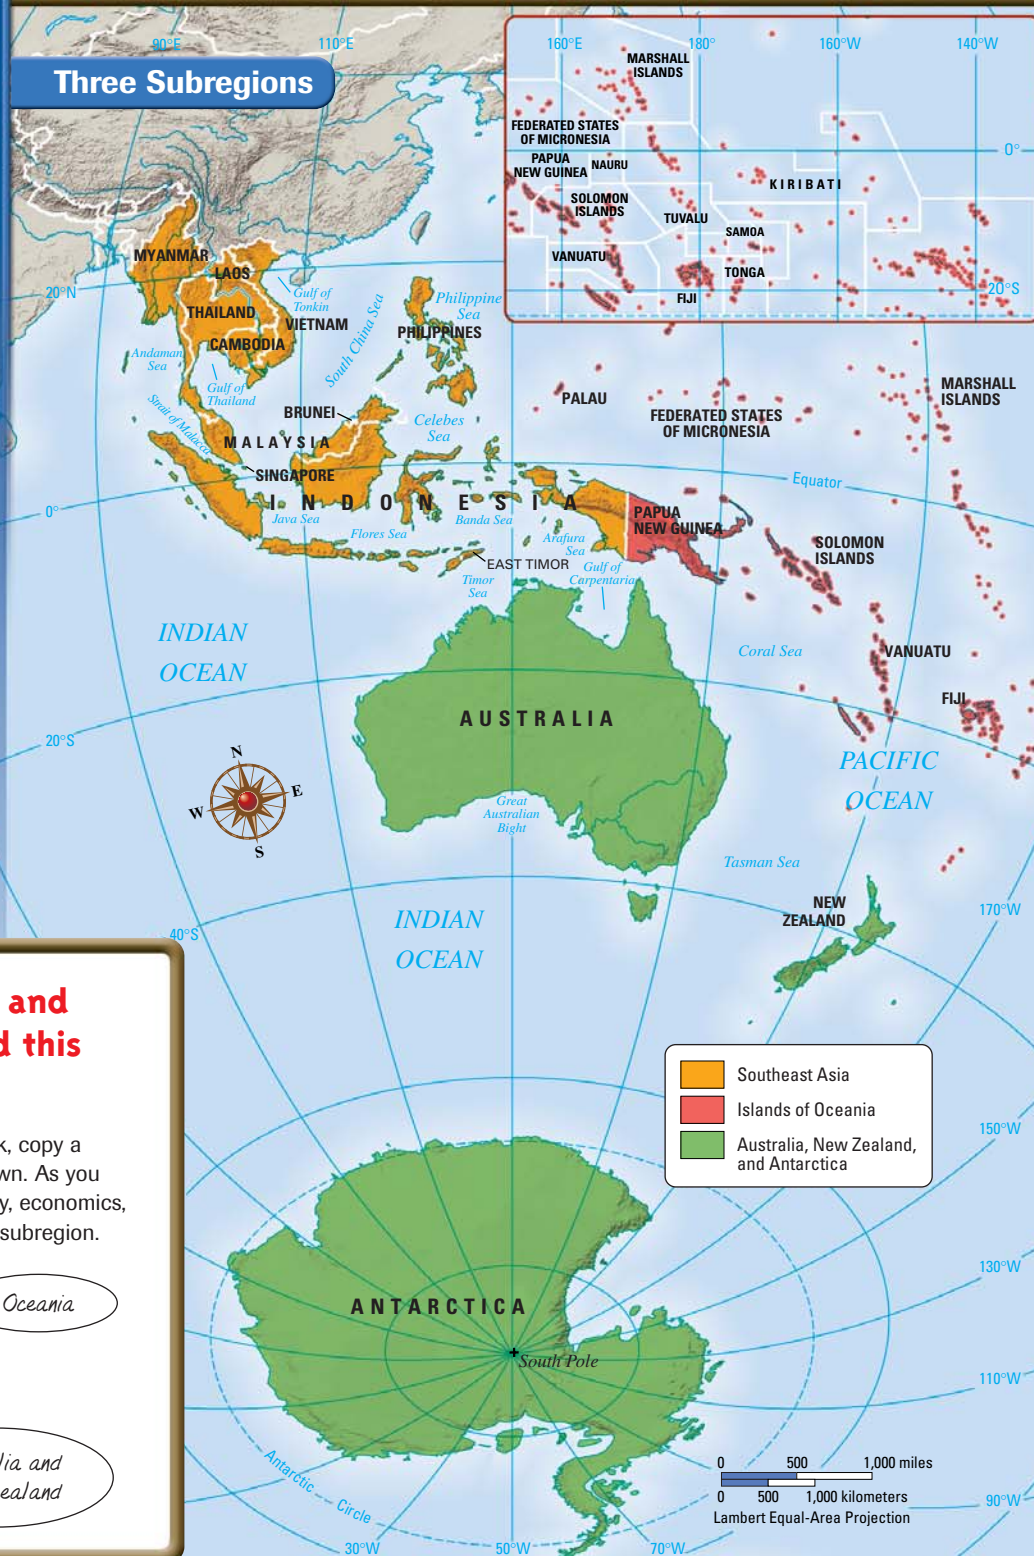 Three Subregions
90°E
110°E
160°E
180°
160°W
140°W
MARSHALL
ISLANDS
FEDERATED STATES
OF MICRONESIA
PAPUA
NEW GUINEA
NAURU
SOLOMON
ISLANDS
KIRIBATI
TUVALU
SAMOA
VANUATU
TONGA
FIJI
0°
20°S
MYANMAR
LAOS
20°N
THAILAND
Gulf of
Tonkin
VIETNAM
CAMBODIA
South China Sea
Philippine
Sea
PHILIPPINES
Andaman
Sea
Gulf of
Thailand
Strait of Malacca
BRUNEI
MALAYSIA
Celebes
Sea
SINGAPORE
PALAU
FEDERATED STATES
OF MICRONESIA
MARSHALL
ISLANDS
Equator
0°
INDONESIA
Java Sea
Flores Sea
Banda Sea
Arafura
Sea
PAPUA
NEW GUINEA
SOLOMON
ISLANDS
EAST TIMOR
Timor
Sea
Gulf of
Carpentaria
INDIAN
OCEAN
Coral Sea
VANUATU
FIJI
AUSTRALIA
20°S
N
E
W
S
Great
Australian
Bight
PACIFIC
OCEAN
Tasman Sea
NEW
ZEALAND
170°W
INDIAN
OCEAN
40°S
and
d this
k, copy a
wn. As you
y, economics,
subregion.
Oceania
lia and
ealand
Southeast Asia
Islands of Oceania
Australia, New Zealand,
and Antarctica
150°W
130°W
110°W
90°W
ANTARCTICA
South Pole
Antarctic Circle
30°W
50°W
70°W
0 500 1,000 miles
0 500 1,000 kilometers
Lambert Equal-Area Projection